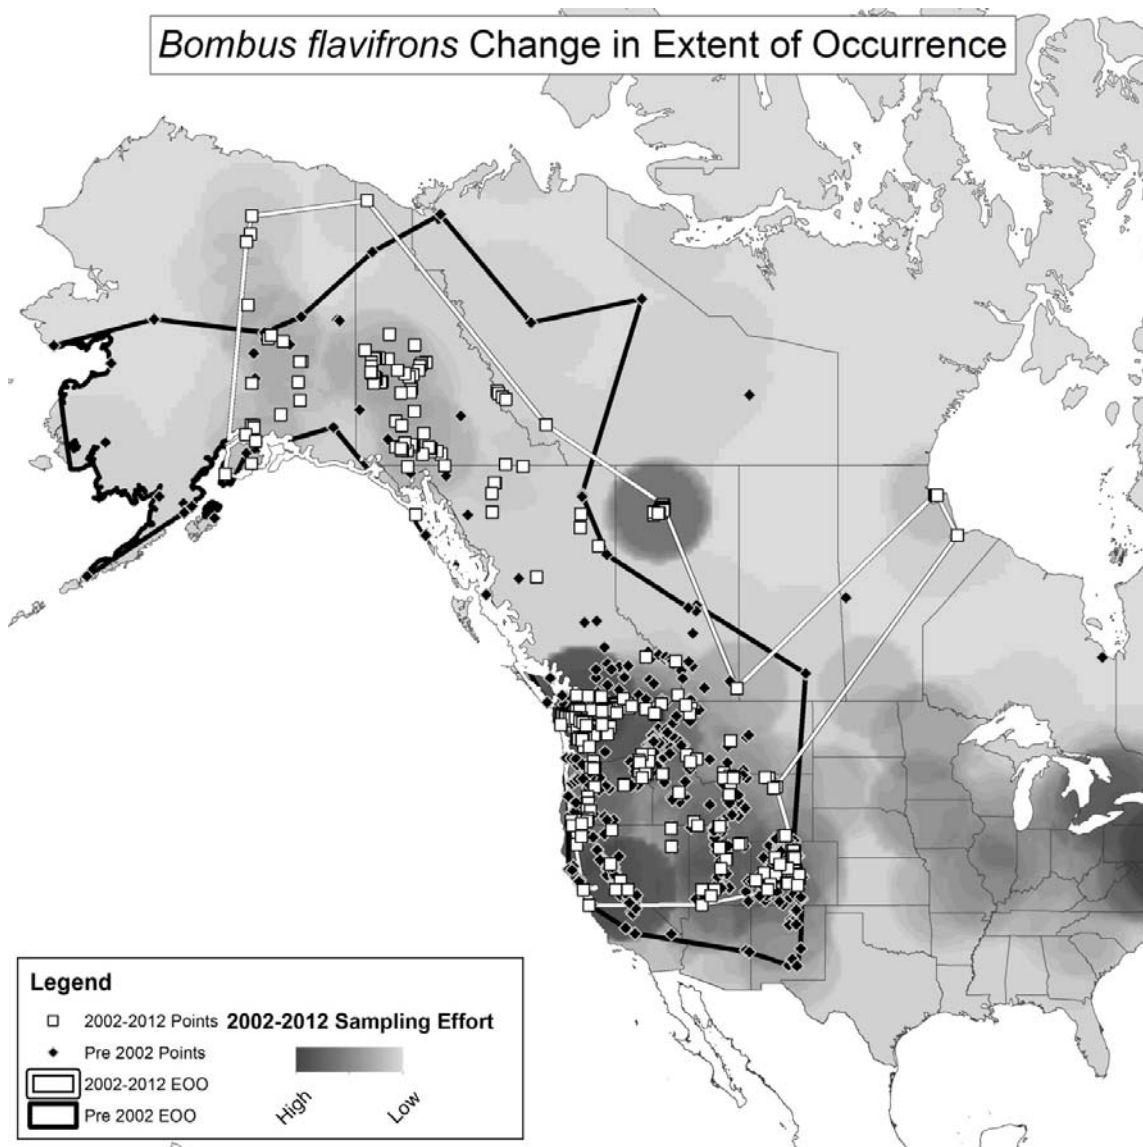 Bombus flavifrons Change in Extent of Occurrence
Legend
2002-2012 Points
2002-2012 Sampling Effort
Pre 2002 Points
2002-2012 EOO
Pre 2002 EOO
High
Low